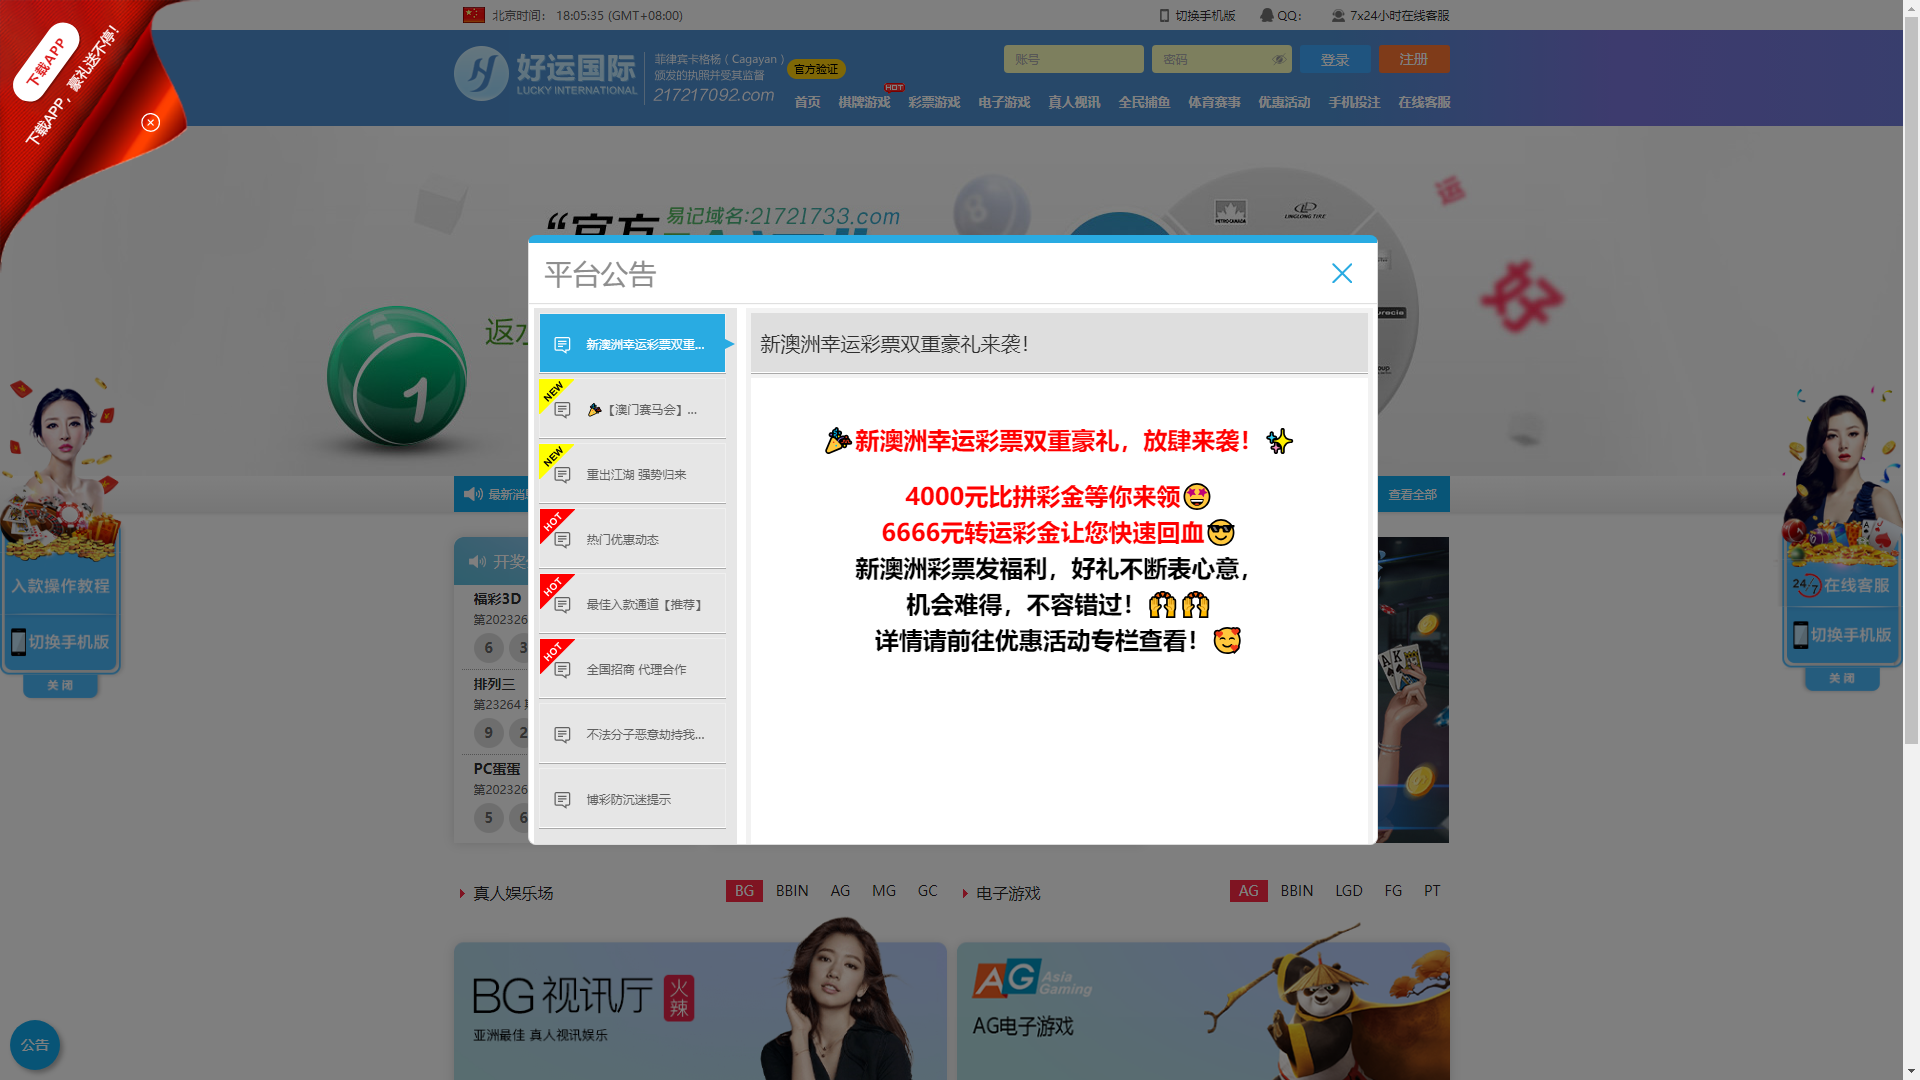 北京时间： 18:05:35 (GMT+08:00)
切换手机版
QQ：
7x24小时在线客服
下载APP
下载APP，豪礼送不停！
好运国际
LUCKY INTERNATIONAL
菲律宾卡格杨（Cagayan）
颁发的执照并受其监督
217217092.com
官方验证
账号
密码
登录
注册
首页
棋牌游戏
HOT
彩票游戏
电子游戏
真人视讯
全民捕鱼
体育赛事
优惠活动
手机投注
在线客服
易记域名:21721733.com
PETRO-CANADA
LINGLONG TIRE
运
好
8
1
平台公告
新澳洲幸运彩票双重...
NEW
🎉【澳门赛马会】...
NEW
重出江湖 强势归来
HOT
热门优惠动态
HOT
最佳入款通道【推荐】
HOT
全国招商 代理合作
不法分子恶意劫持我...
博彩防沉迷提示
新澳洲幸运彩票双重豪礼来袭！
🎉新澳洲幸运彩票双重豪礼，放肆来袭！✨
4000元比拼彩金等你来领🤩
6666元转运彩金让您快速回血😎
新澳洲彩票发福利，好礼不断表心意，
机会难得，不容错过！🙌🙌
详情请前往优惠活动专栏查看！🥰
查看全部
福彩3D
第202326
6
3
排列三
第23264
9
2
PC蛋蛋
第202326
5
6
入款操作教程
切换手机版
关闭
24/7 在线客服
切换手机版
关闭
真人娱乐场
BG
BBIN
AG
MG
GC
电子游戏
AG
BBIN
LGD
FG
PT
BG视讯厅
火辣
亚洲最佳 真人视讯娱乐
AG Asia Gaming
AG电子游戏
公告